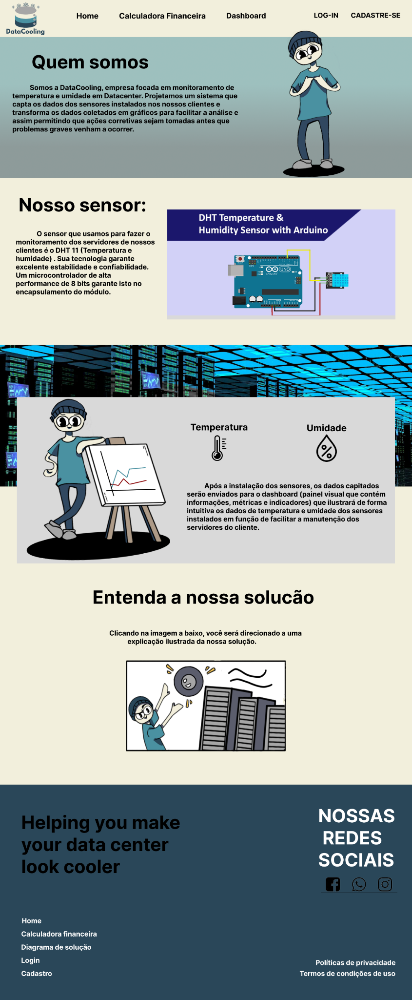 DataCooling
Home
Calculadora Financeira
Dashboard
LOG-IN
CADASTRE-SE
Quem somos
Somos a DataCooling, empresa focada em monitoramento de
temperatura e umidade em Datacenter. Projetamos um sistema que
capta os dados dos sensores instalados nos nossos clientes e
transforma os dados coletados em gráficos para facilitar a análise e
assim permitindo que ações corretivas sejam tomadas antes que
problemas graves venham a ocorrer.
Nosso sensor:
O sensor que usamos para fazer o
monitoramento dos servidores de nossos
clientes é o DHT 11 (Temperatura e
humidade) . Sua tecnologia garante
excelente estabilidade e confiabilidade.
Um microcontrolador de alta
performance de 8 bits garante isto no
encapsulamento do módulo.
DHT Temperature &
Humidity Sensor with Arduino
UNO
Arduino
Temperatura
Umidade
Após a instalação dos sensores, os dados capitados
serão enviados para o dashboard (painel visual que contém
informações, métricas e indicadores) que ilustrará de forma
intuitiva os dados de temperatura e umidade dos sensores
instalados em função de facilitar a manutenção dos
servidores do cliente.
Entenda a nossa solucão
Clicando na imagem a baixo, você será direcionado a uma
explicação ilustrada da nossa solução.
Helping you make
your data center
look cooler
NOSSAS
REDES
SOCIAIS
Home
Calculadora financeira
Diagrama de solução
Login
Cadastro
Políticas de privacidade
Termos de condições de uso